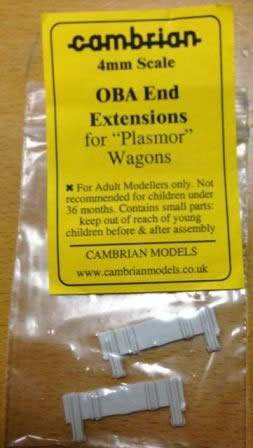 cambrian
4mm Scale
OBA End
Extensions
for “Plasmor”
Wagons
✖ For Adult Modellers only. Not
recommended for children under
36 months. Contains small parts:
keep out of reach of young
children before & after assembly
CAMBRIAN MODELS
www.cambrianmodels.co.uk